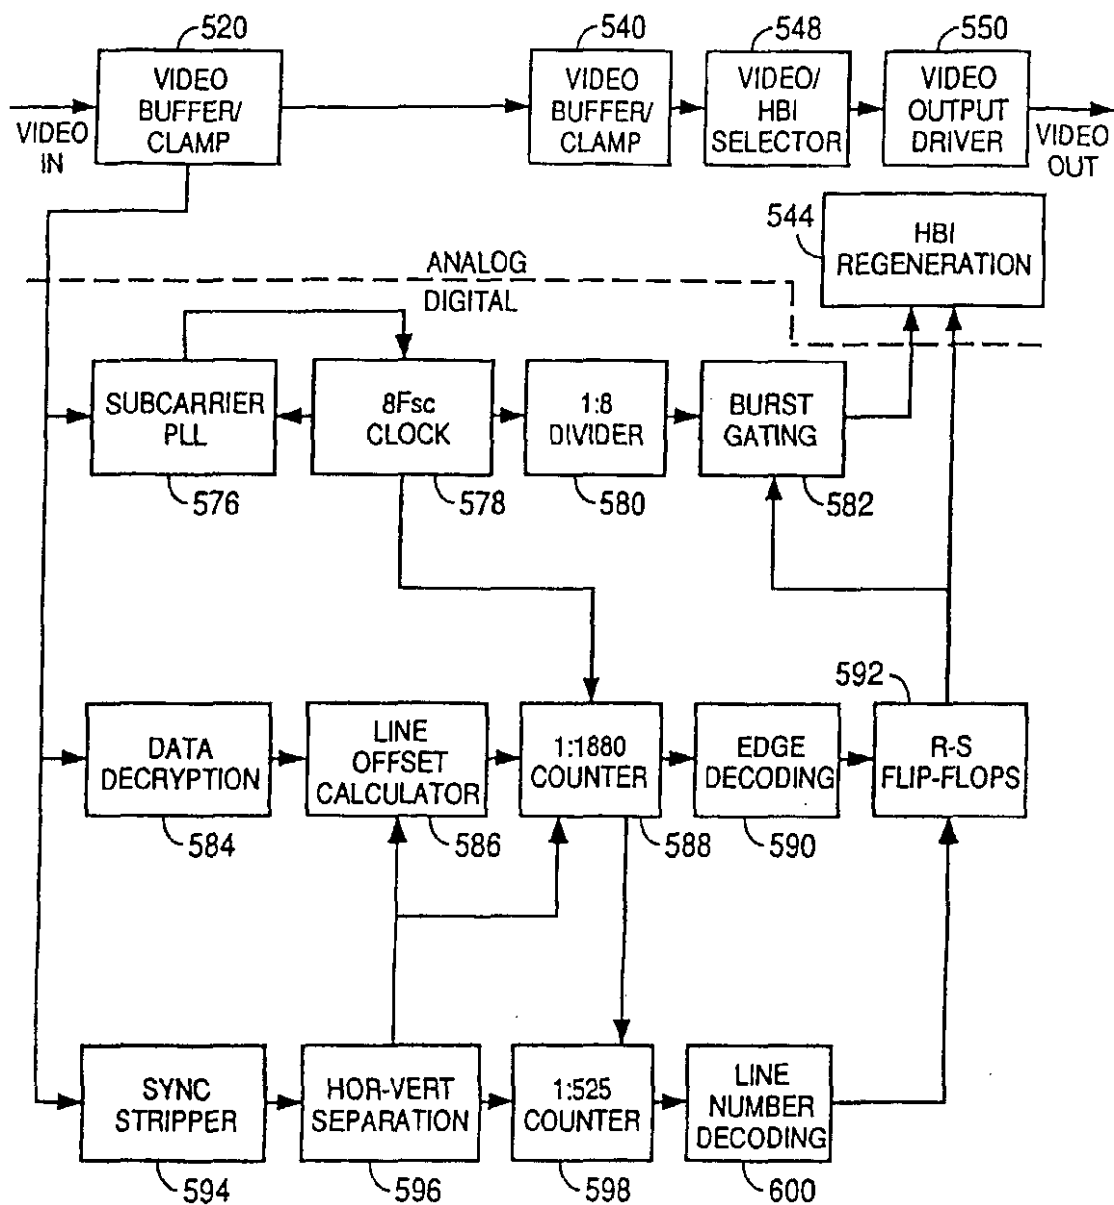 520
540
548
550
VIDEO
BUFFER/
CLAMP
VIDEO
BUFFER/
CLAMP
VIDEO/
HBI
SELECTOR
VIDEO
OUTPUT
DRIVER
VIDEO
IN
VIDEO
OUT
544
HBI
REGENERATION
ANALOG
DIGITAL
SUBCARRIER
PLL
8Fsc
CLOCK
1:8
DIVIDER
BURST
GATING
576
578
580
582
592
DATA
DECRYPTION
LINE
OFFSET
CALCULATOR
1:1880
COUNTER
EDGE
DECODING
R-S
FLIP-FLOPS
584
586
588
590
SYNC
STRIPPER
HOR-VERT
SEPARATION
1:525
COUNTER
LINE
NUMBER
DECODING
594
596
598
600